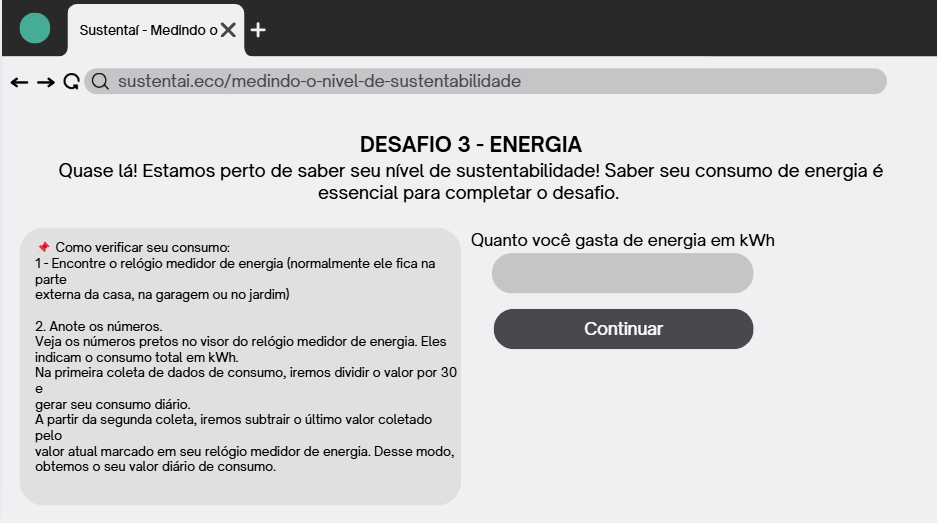 Sustentaí - Medindo o
sustentai.eco/medindo-o-nivel-de-sustentabilidade
DESAFIO 3 - ENERGIA
Quase lá! Estamos perto de saber seu nível de sustentabilidade! Saber seu consumo de energia é
essencial para completar o desafio.
📌 Como verificar seu consumo:
1 - Encontre o relógio medidor de energia (normalmente ele fica na
parte
externa da casa, na garagem ou no jardim)
2. Anote os números.
Veja os números pretos no visor do relógio medidor de energia. Eles
indicam o consumo total em kWh.
Na primeira coleta de dados de consumo, iremos dividir o valor por 30
e
gerar seu consumo diário.
A partir da segunda coleta, iremos subtrair o último valor coletado
pelo
valor atual marcado em seu relógio medidor de energia. Desse modo,
obtemos o seu valor diário de consumo.
Quanto você gasta de energia em kWh
Continuar